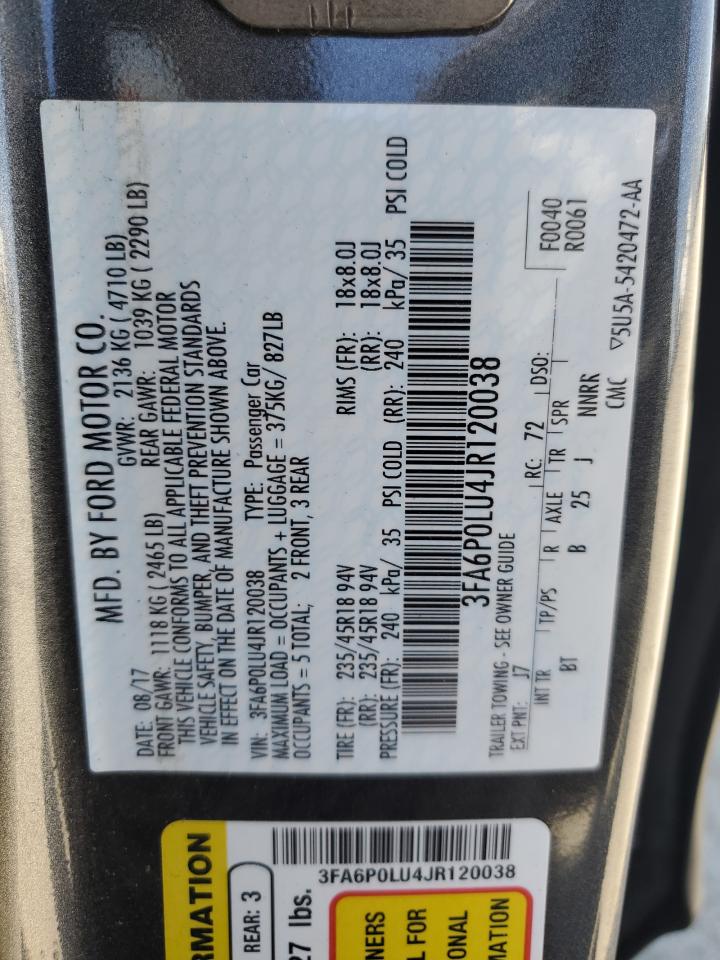 MFD. BY FORD MOTOR CO.
DATE: 08/17 GVWR: 2136 KG ( 4710 LB)
FRONT GAWR: 1118 KG ( 2465 LB) REAR GAWR: 1039 KG ( 2290 LB)
THIS VEHICLE CONFORMS TO ALL APPLICABLE FEDERAL MOTOR
VEHICLE SAFETY, BUMPER, AND THEFT PREVENTION STANDARDS
IN EFFECT ON THE DATE OF MANUFACTURE SHOWN ABOVE.
VIN: 3FA6P0LU4JR120038 TYPE: Passenger Car
MAXIMUM LOAD = OCCUPANTS + LUGGAGE = 375KG/ 827LB
OCCUPANTS = 5 TOTAL; 2 FRONT, 3 REAR
TIRE (FR): 235/45R18 94V RIMS (FR): 18x8.0J
(RR): 235/45R18 94V (RR): 18x8.0J
PRESSURE (FR): 240 kPa/ 35 PSI COLD (RR): 240 kPa/ 35 PSI COLD
3FA6P0LU4JR120038
TRAILER TOWING - SEE OWNER GUIDE
F0040
R0061
EXT PNT: J7 RC: 72 DSO:
INT TR TP/PS R AXLE TR SPR
BT B 25 J NNRR
CMC ▽5U5A-5420472-AA
RMATION
REAR: 3
27 lbs.
3FA6P0LU4JR120038
NERS
L FOR
ONAL
MATION